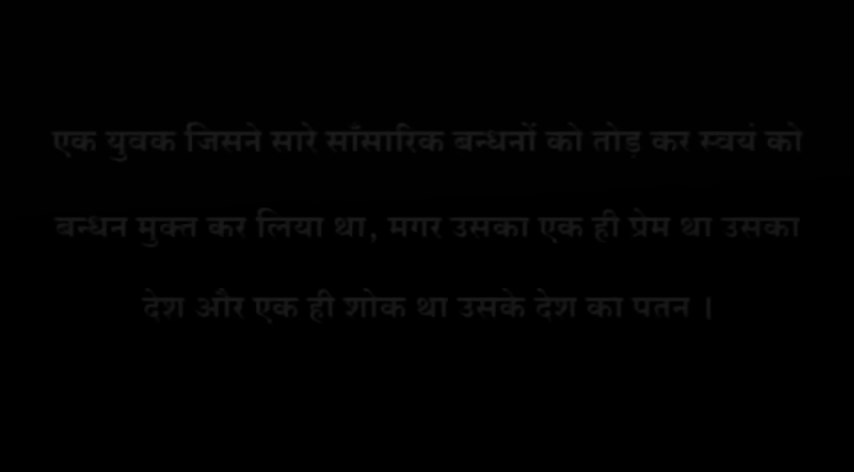 एक युवक जिसने सारे साँसारिक बन्धनों को तोड़ कर स्वयं को
बन्धन मुक्त कर लिया था, मगर उसका एक ही प्रेम था उसका
देश और एक ही शोक था उसके देश का पतन ।